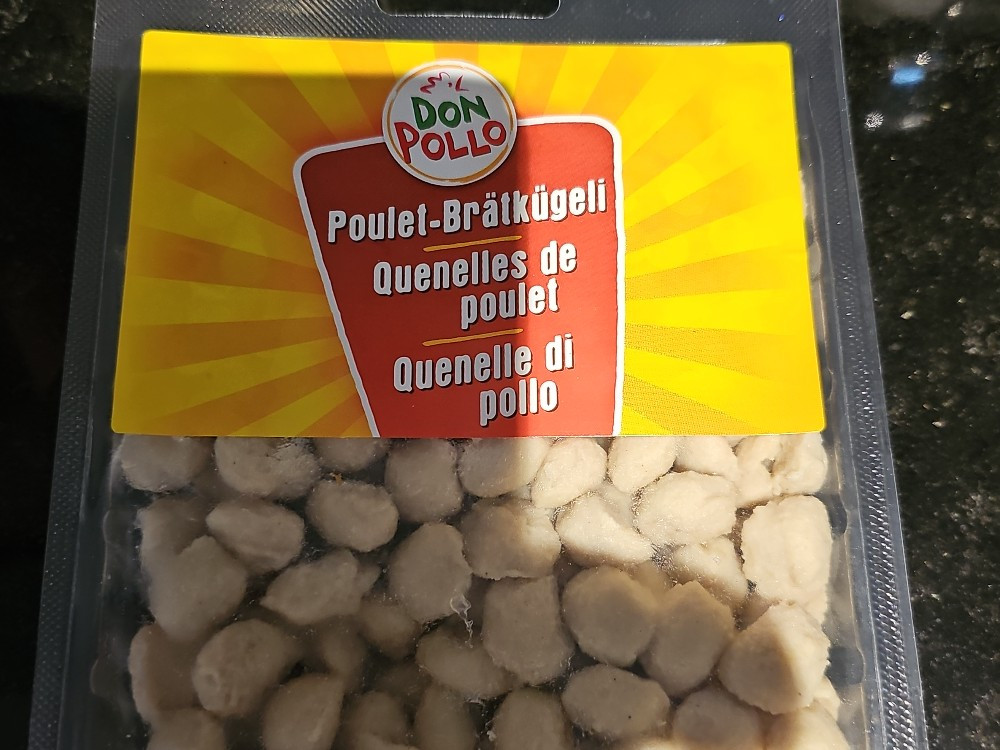 DON
POLLO
Poulet-Brätkügeli
Quenelles de
poulet
Quenelle di
pollo